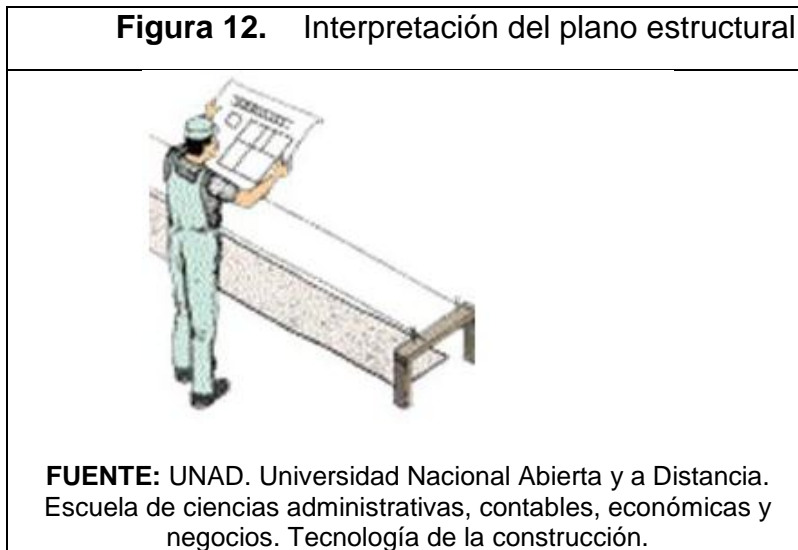 Figura 12. Interpretación del plano estructural
FUENTE: UNAD. Universidad Nacional Abierta y a Distancia.
Escuela de ciencias administrativas, contables, económicas y
negocios. Tecnología de la construcción.